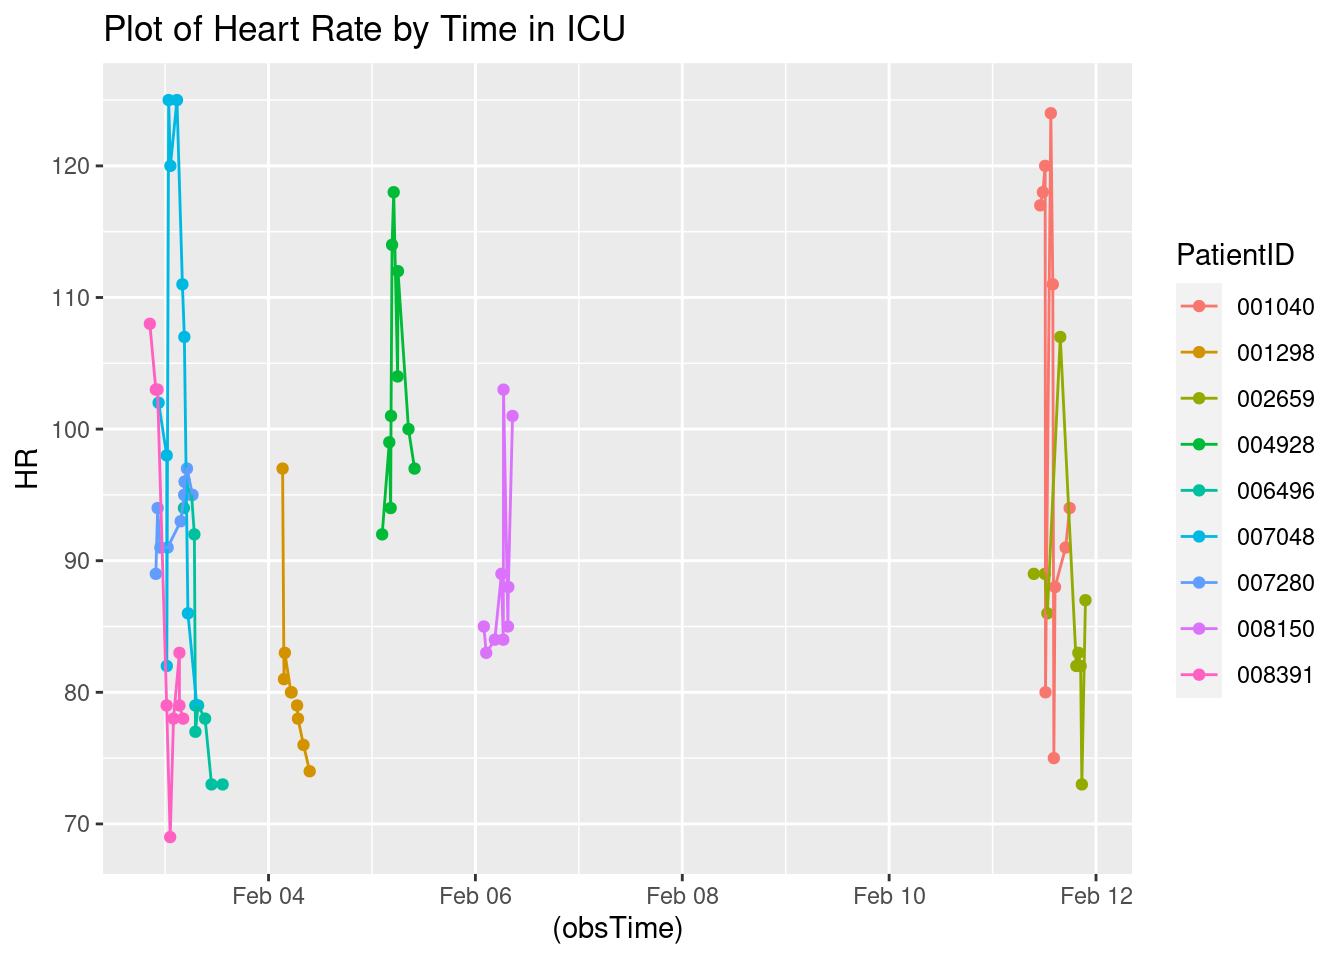 Plot of Heart Rate by Time in ICU
HR
120
110
100
90
80
70
Feb 04
Feb 06
Feb 08
Feb 10
Feb 12
(obsTime)
PatientID
001040
001298
002659
004928
006496
007048
007280
008150
008391